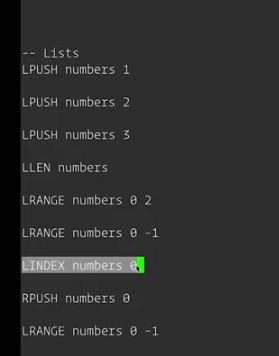 -- Lists
LPUSH numbers 1
LPUSH numbers 2
LPUSH numbers 3
LLEN numbers
LRANGE numbers 0 2
LRANGE numbers 0 -1
LINDEX numbers 0
RPUSH numbers 0
LRANGE numbers 0 -1